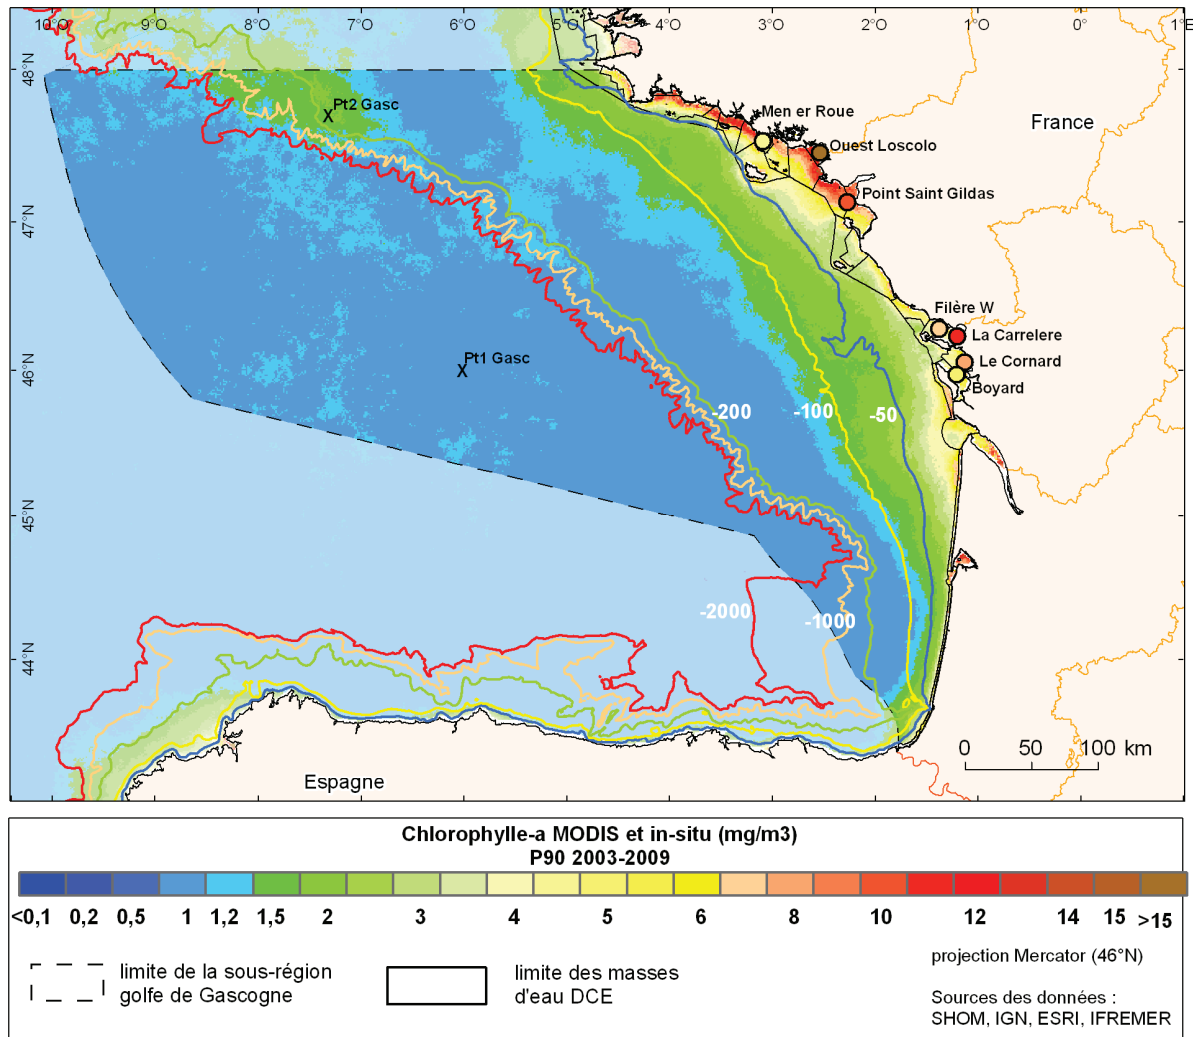 10°O 9°O 8°O 7°O 6°O 5°O 4°O 3°O 2°O 1°O 0° 1°E
48°N
47°N
46°N
45°N
44°N
Pt2 Gasc
Men er Roue
France
Ouest Loscolo
Point Saint Gildas
Filère W
La Carrelere
Pt1 Gasc
Le Cornard
Boyard
-200 -100 -50
-2000 -1000
0 50 100 km
Espagne
Chlorophylle-a MODIS et in-situ (mg/m3)
P90 2003-2009
<0,1 0,2 0,5 1 1,2 1,5 2 3 4 5 6 8 10 12 14 15 >15
limite de la sous-région
golfe de Gascogne
limite des masses
d'eau DCE
projection Mercator (46°N)
Sources des données :
SHOM, IGN, ESRI, IFREMER